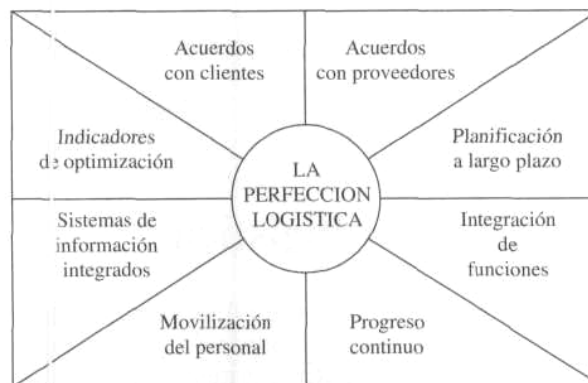 Acuerdos
con clientes
Acuerdos
con proveedores
Indicadores
de optimización
Planificación
a largo plazo
LA
PERFECCION
LOGISTICA
Sistemas de
información
integrados
Integración
de
funciones
Movilización
del personal
Progreso
continuo